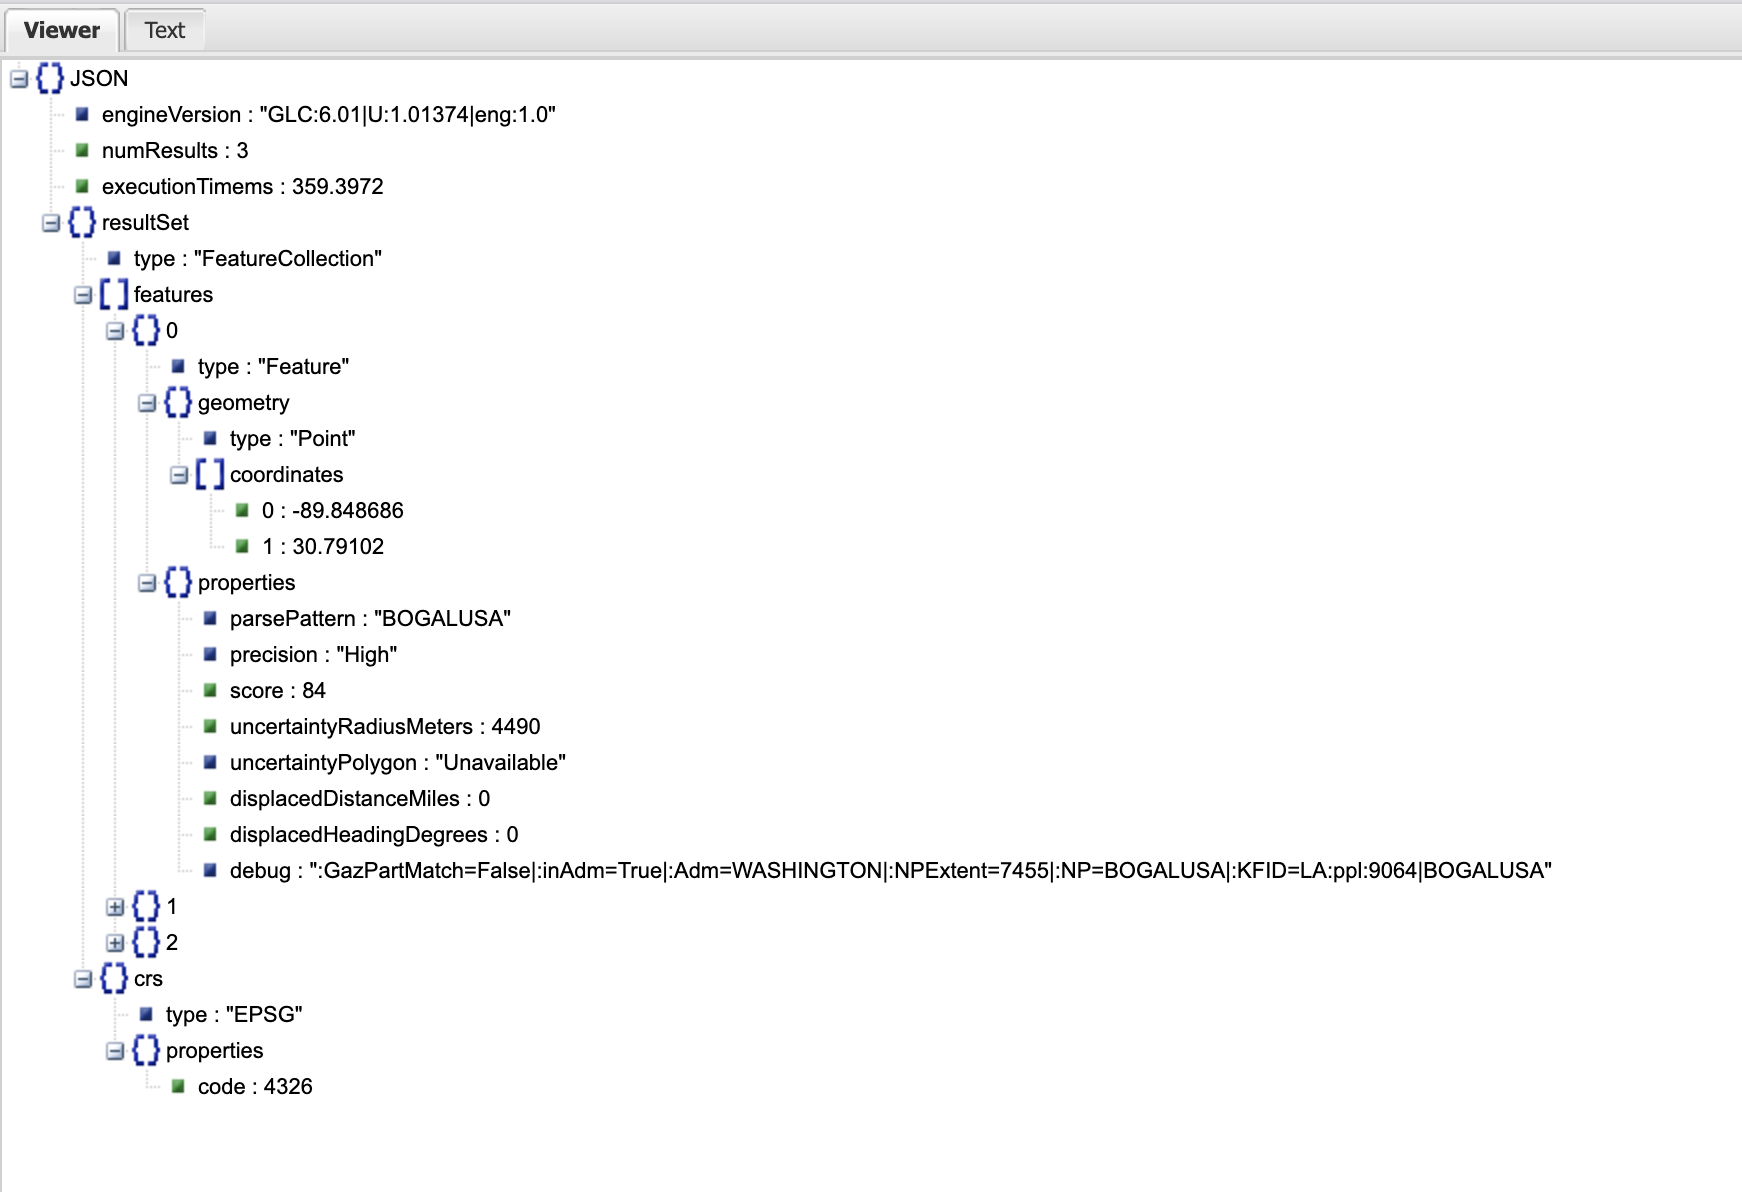 Viewer Text
JSON
engineVersion : "GLC:6.01|U:1.01374|eng:1.0"
numResults : 3
executionTimems : 359.3972
resultSet
type : "FeatureCollection"
features
0
type : "Feature"
geometry
type : "Point"
coordinates
0 : -89.848686
1 : 30.79102
properties
parsePattern : "BOGALUSA"
precision : "High"
score : 84
uncertaintyRadiusMeters : 4490
uncertaintyPolygon : "Unavailable"
displacedDistanceMiles : 0
displacedHeadingDegrees : 0
debug : ":GazPartMatch=False|:inAdm=True|:Adm=WASHINGTON|:NPExtent=7455|:NP=BOGALUSA|:KFID=LA:ppl:9064|BOGALUSA"
1
2
crs
type : "EPSG"
properties
code : 4326